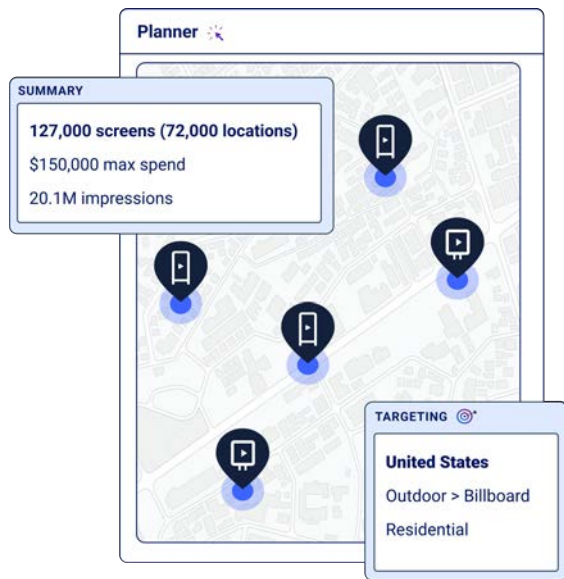 Planner
SUMMARY
127,000 screens (72,000 locations)
$150,000 max spend
20.1M impressions
TARGETING
United States
Outdoor > Billboard
Residential